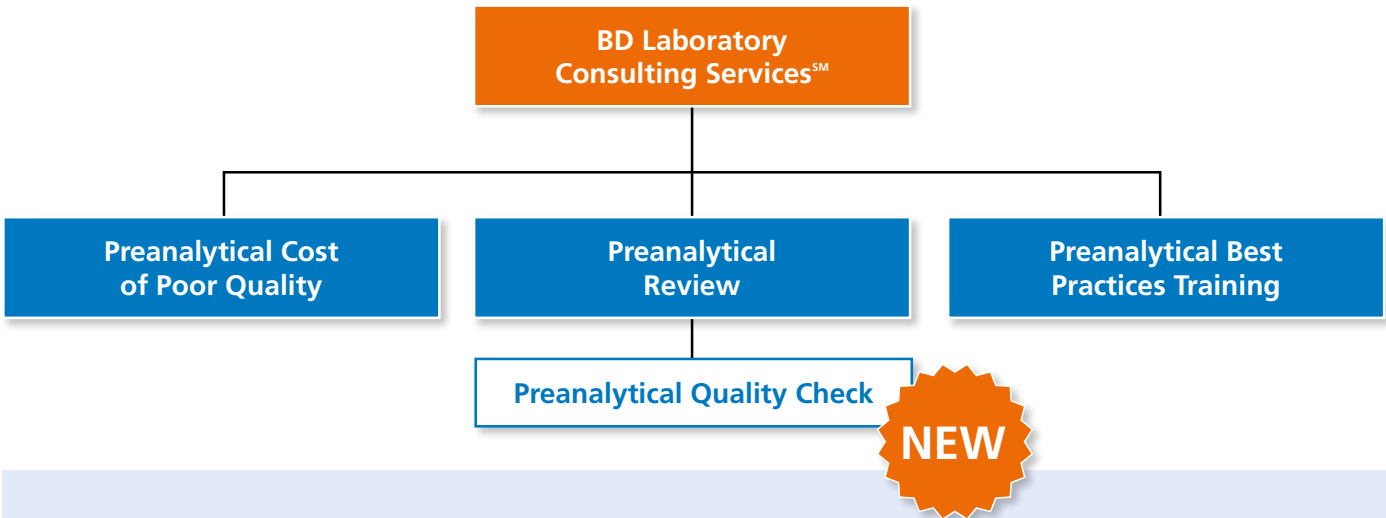 BD Laboratory
Consulting Services℠
Preanalytical Cost
of Poor Quality
Preanalytical
Review
Preanalytical Best
Practices Training
Preanalytical Quality Check
NEW